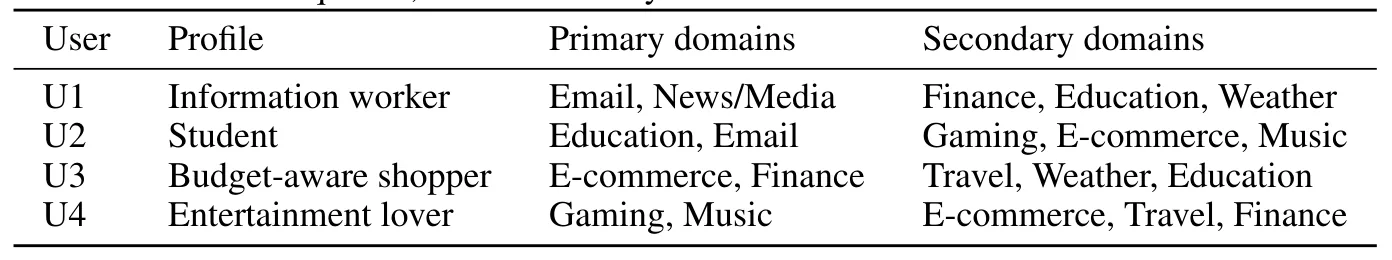 User Profile Primary domains Secondary domains
U1 Information worker Email, News/Media Finance, Education, Weather
U2 Student Education, Email Gaming, E-commerce, Music
U3 Budget-aware shopper E-commerce, Finance Travel, Weather, Education
U4 Entertainment lover Gaming, Music E-commerce, Travel, Finance